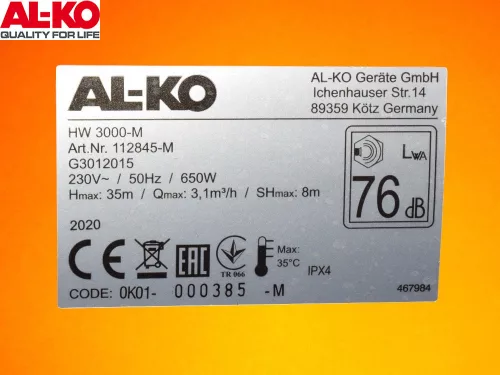 AL-KO
QUALITY FOR LIFE
AL-KO
AL-KO Geräte GmbH
Ichenhauser Str.14
89359 Kötz Germany
HW 3000-M
Art.Nr. 112845-M
G3012015
230V~ / 50Hz / 650W
Hmax: 35m / Qmax: 3,1m³/h / SHmax: 8m
LWA
76 dB
2020
CE
EAC
TR 066
Max:
35°C
IPX4
CODE: 0K01- 000385 -M
467984